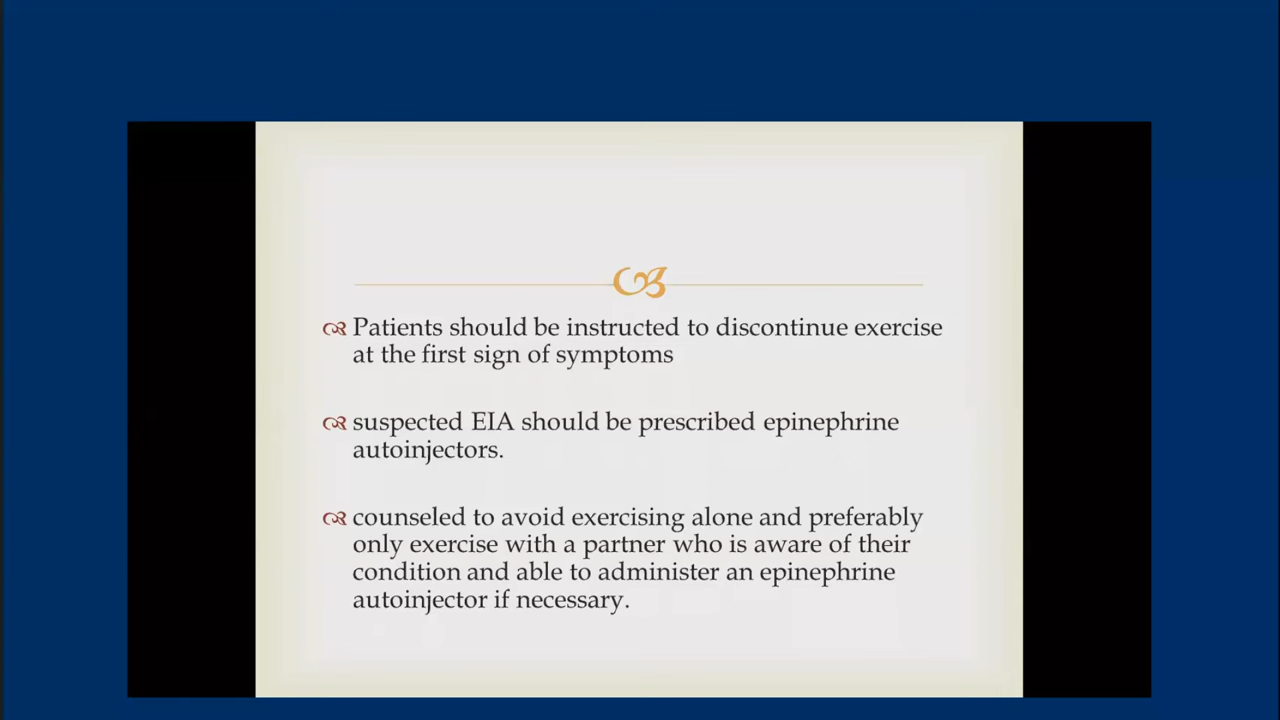 Patients should be instructed to discontinue exercise
at the first sign of symptoms
suspected EIA should be prescribed epinephrine
autoinjectors.
counseled to avoid exercising alone and preferably
only exercise with a partner who is aware of their
condition and able to administer an epinephrine
autoinjector if necessary.